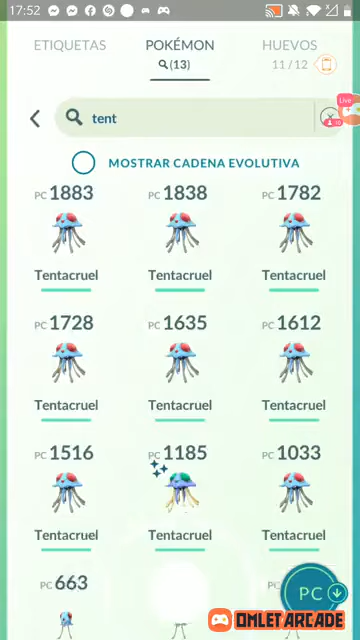 17:52
ETIQUETAS POKÉMON HUEVOS
(13) 11 / 12
Live
tent
MOSTRAR CADENA EVOLUTIVA
PC 1883 PC 1838 PC 1782
Tentacruel Tentacruel Tentacruel
PC 1728 PC 1635 PC 1612
Tentacruel Tentacruel Tentacruel
PC 1516 PC 1185 PC 1033
Tentacruel Tentacruel Tentacruel
PC 663 PC
PC
OMLET ARCADE